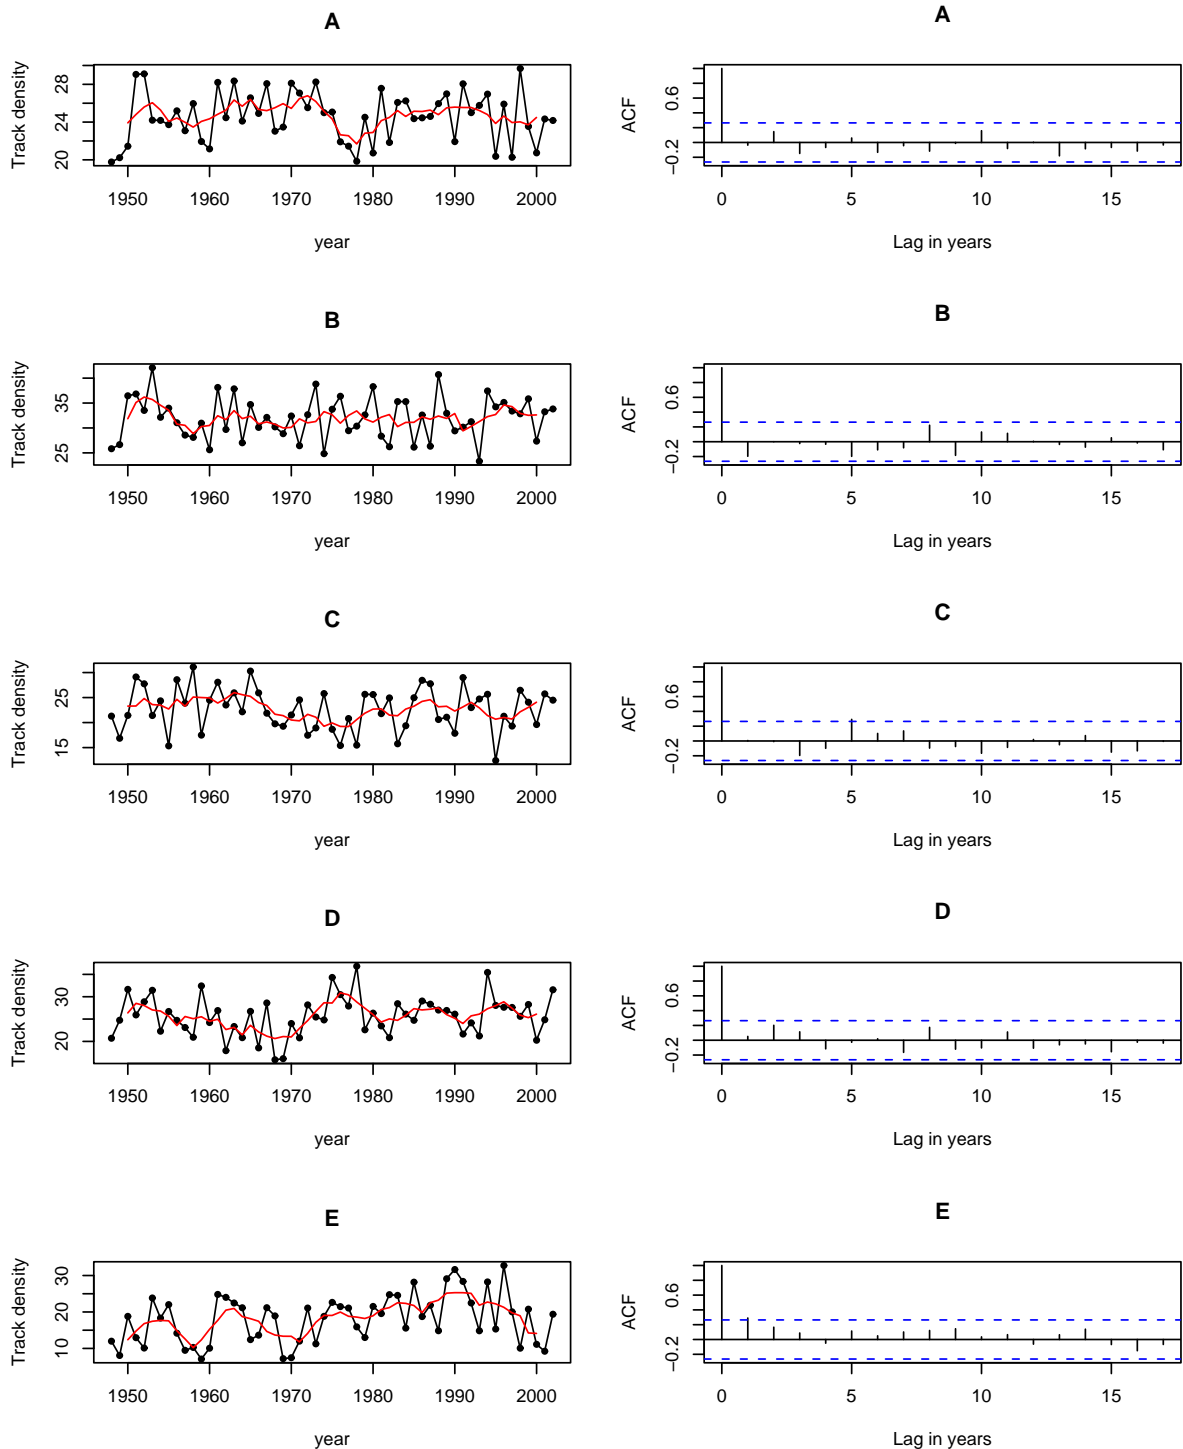 A
Track density
20 24 28
1950 1960 1970 1980 1990 2000
year
A
ACF
−0.2 0.6
0 5 10 15
Lag in years
B
Track density
25 35
1950 1960 1970 1980 1990 2000
year
B
ACF
−0.2 0.6
0 5 10 15
Lag in years
C
Track density
15 25
1950 1960 1970 1980 1990 2000
year
C
ACF
−0.2 0.6
0 5 10 15
Lag in years
D
Track density
20 30
1950 1960 1970 1980 1990 2000
year
D
ACF
−0.2 0.6
0 5 10 15
Lag in years
E
Track density
10 20 30
1950 1960 1970 1980 1990 2000
year
E
ACF
−0.2 0.6
0 5 10 15
Lag in years